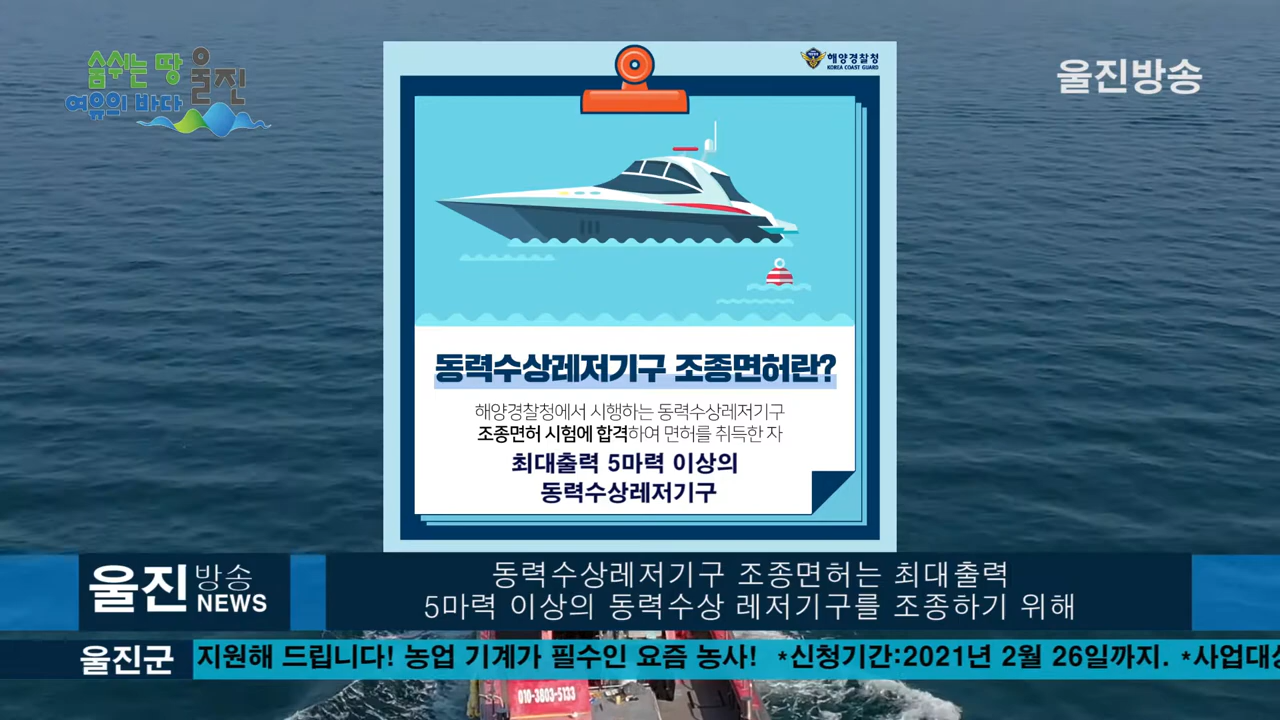 숨쉬는 땅
여유의 바다
울진
해양경찰청
KOREA COAST GUARD
울진방송
동력수상레저기구 조종면허란?
해양경찰청에서 시행하는 동력수상레저기구
조종면허 시험에 합격하여 면허를 취득한 자
최대출력 5마력 이상의
동력수상레저기구
울진방송
NEWS
동력수상레저기구 조종면허는 최대출력
5마력 이상의 동력수상 레저기구를 조종하기 위해
울진군
지원해 드립니다! 농업 기계가 필수인 요즘 농사! *신청기간:2021년 2월 26일까지. *사업대상
010-3803-5133